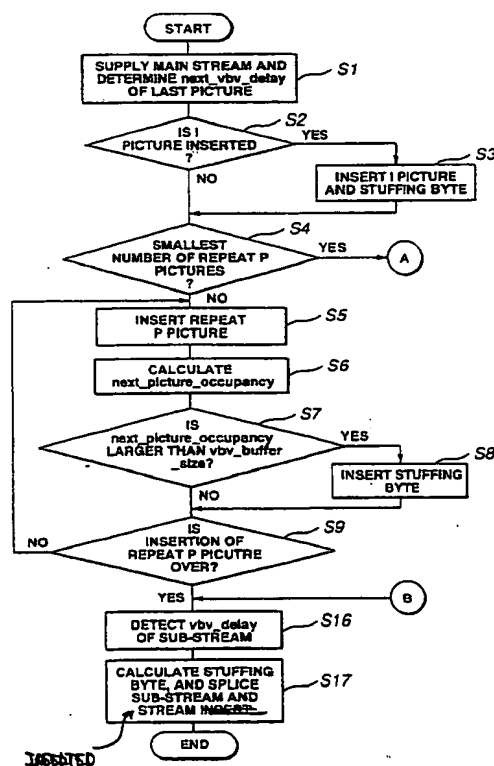 START
SUPPLY MAIN STREAM AND
DETERMINE next_vbv_delay
OF LAST PICTURE
S1
IS I
PICTURE INSERTED
?
S2
YES
NO
INSERT I PICTURE
AND STUFFING BYTE
S3
SMALLEST
NUMBER OF REPEAT P
PICTURES
?
S4
YES
A
NO
INSERT REPEAT
P PICTURE
S5
CALCULATE
next_picture_occupancy
S6
IS
next_picture_occupancy
LARGER THAN vbv_buffer
_size?
S7
YES
NO
INSERT STUFFING
BYTE
S8
IS
INSERTION OF
REPEAT P PICUTRE
OVER?
S9
NO
YES
B
DETECT vbv_delay
OF SUB-STREAM
S16
CALCULATE STUFFING
BYTE, AND SPLICE
SUB-STREAM AND
STREAM INSERT
S17
INSERTED
END